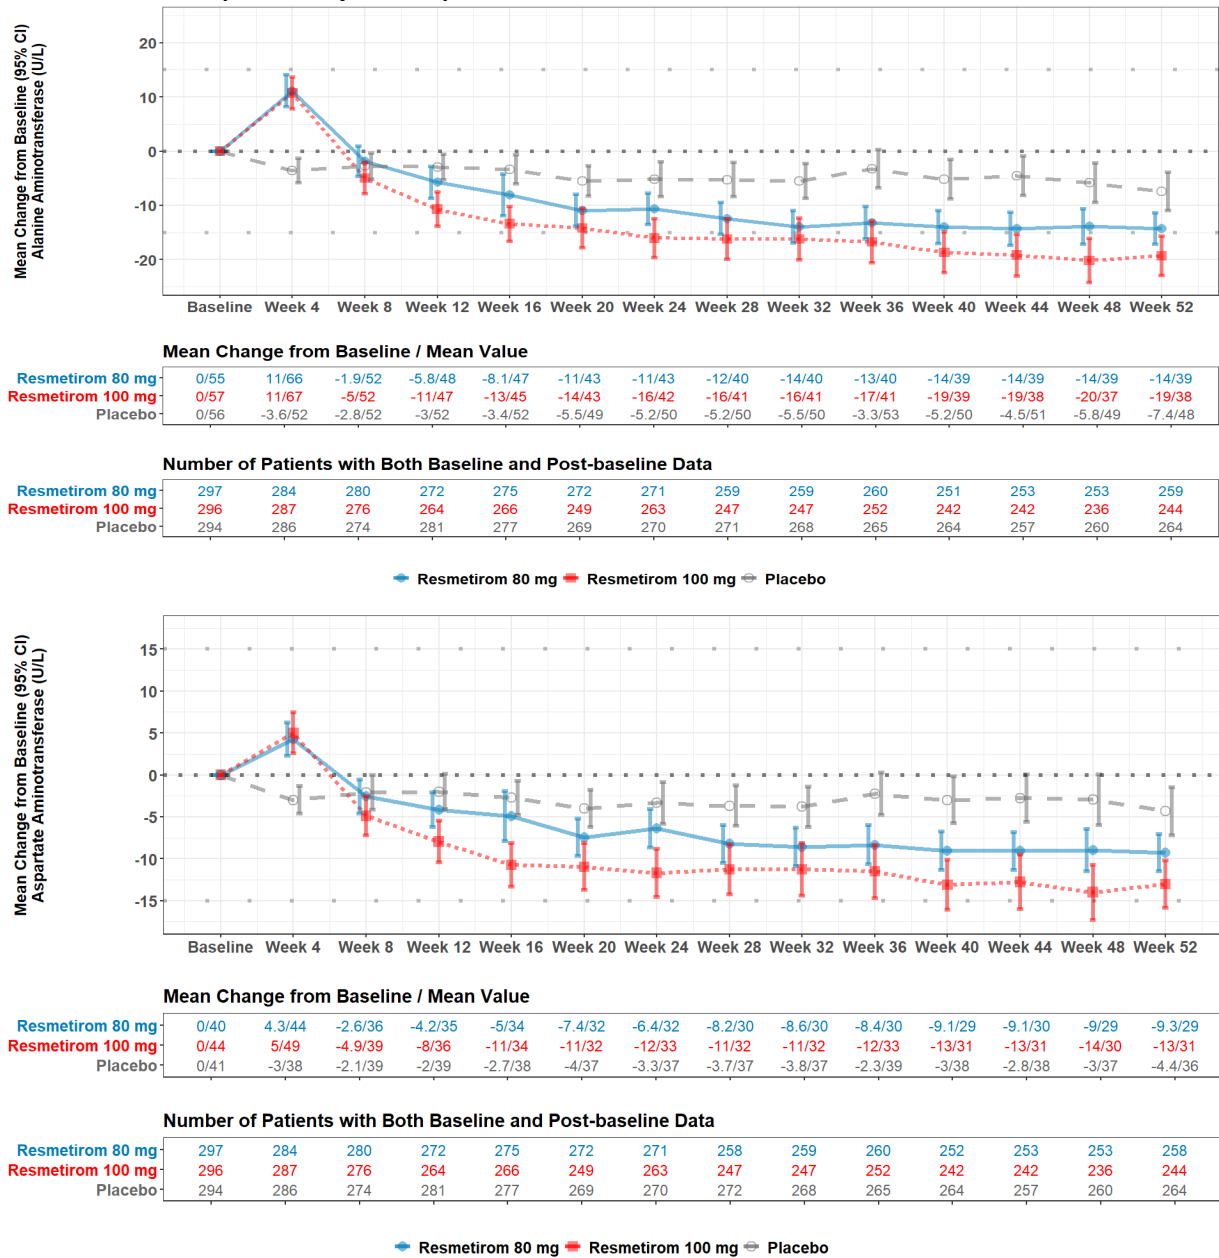 Mean Change from Baseline (95% CI)
Alanine Aminotransferase (U/L)
20
10
0
-10
-20
Baseline Week 4 Week 8 Week 12 Week 16 Week 20 Week 24 Week 28 Week 32 Week 36 Week 40 Week 44 Week 48 Week 52
Mean Change from Baseline / Mean Value
Resmetirom 80 mg 0/55 11/66 -1.9/52 -5.8/48 -8.1/47 -11/43 -11/43 -12/40 -14/40 -13/40 -14/39 -14/39 -14/39 -14/39
Resmetirom 100 mg 0/57 11/67 -5/52 -11/47 -13/45 -14/43 -16/42 -16/41 -16/41 -17/41 -19/39 -19/38 -20/37 -19/38
Placebo 0/56 -3.6/52 -2.8/52 -3/52 -3.4/52 -5.5/49 -5.2/50 -5.2/50 -5.5/50 -3.3/53 -5.2/50 -4.5/51 -5.8/49 -7.4/48
Number of Patients with Both Baseline and Post-baseline Data
Resmetirom 80 mg 297 284 280 272 275 272 271 259 259 260 251 253 253 259
Resmetirom 100 mg 296 287 276 264 266 249 263 247 247 252 242 242 236 244
Placebo 294 286 274 281 277 269 270 271 268 265 264 257 260 264
Resmetirom 80 mg Resmetirom 100 mg Placebo
Mean Change from Baseline (95% CI)
Aspartate Aminotransferase (U/L)
15
10
5
0
-5
-10
-15
Baseline Week 4 Week 8 Week 12 Week 16 Week 20 Week 24 Week 28 Week 32 Week 36 Week 40 Week 44 Week 48 Week 52
Mean Change from Baseline / Mean Value
Resmetirom 80 mg 0/40 4.3/44 -2.6/36 -4.2/35 -5/34 -7.4/32 -6.4/32 -8.2/30 -8.6/30 -8.4/30 -9.1/29 -9.1/30 -9/29 -9.3/29
Resmetirom 100 mg 0/44 5/49 -4.9/39 -8/36 -11/34 -11/32 -12/33 -11/32 -11/32 -12/33 -13/31 -13/31 -14/30 -13/31
Placebo 0/41 -3/38 -2.1/39 -2/39 -2.7/38 -4/37 -3.3/37 -3.7/37 -3.8/37 -2.3/39 -3/38 -2.8/38 -3/37 -4.4/36
Number of Patients with Both Baseline and Post-baseline Data
Resmetirom 80 mg 297 284 280 272 275 272 271 258 259 260 252 253 253 258
Resmetirom 100 mg 296 287 276 264 266 249 263 247 247 252 242 242 236 244
Placebo 294 286 274 281 277 269 270 272 268 265 264 257 260 264
Resmetirom 80 mg Resmetirom 100 mg Placebo